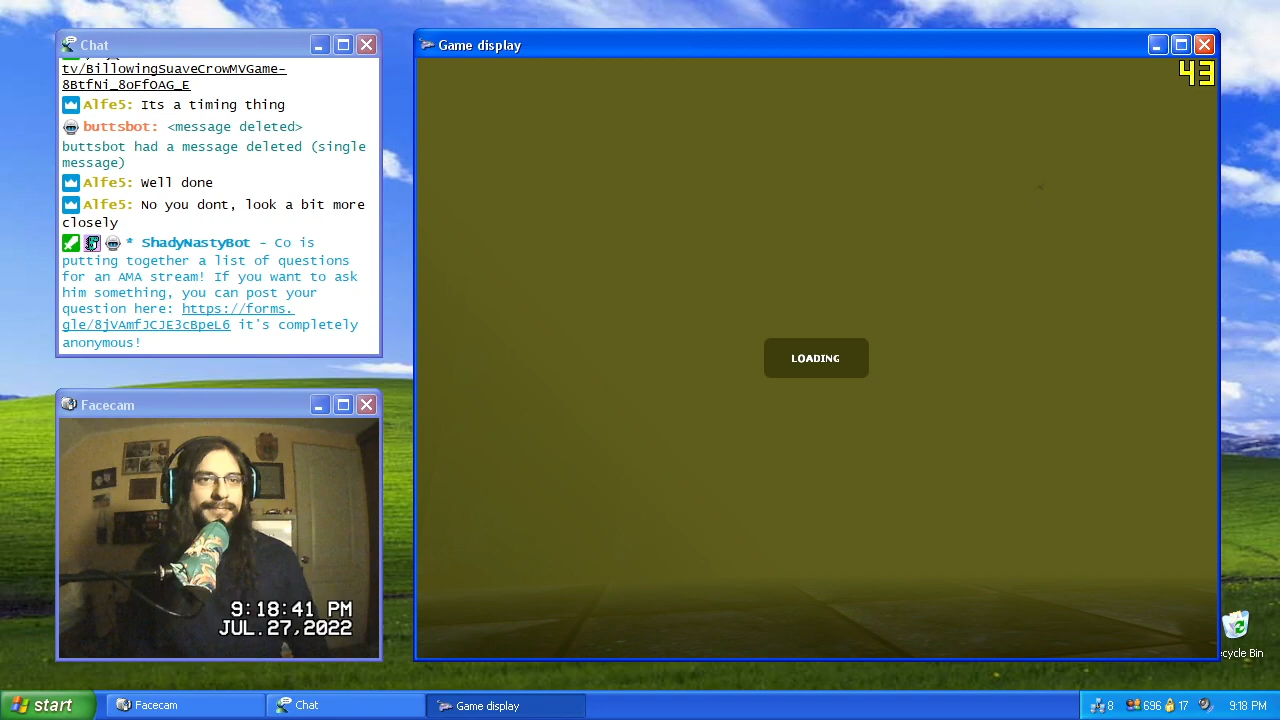 Chat
tv/BillowingSuaveCrowMVGame-
8BtfNi_8oFfOAG_E
Alfe5: Its a timing thing
buttsbot: <message deleted>
buttsbot had a message deleted (single
message)
Alfe5: Well done
Alfe5: No you dont, look a bit more
closely
* ShadyNastyBot - Co is
putting together a list of questions
for an AMA stream! If you want to ask
him something, you can post your
question here: https://forms.
gle/8jVAmfJCJE3cBpeL6 it's completely
anonymous!
Game display
43
LOADING
Facecam
9:18:41 PM
JUL.27,2022
ecycle Bin
start
Facecam
Chat
Game display
8
696
17
9:18 PM